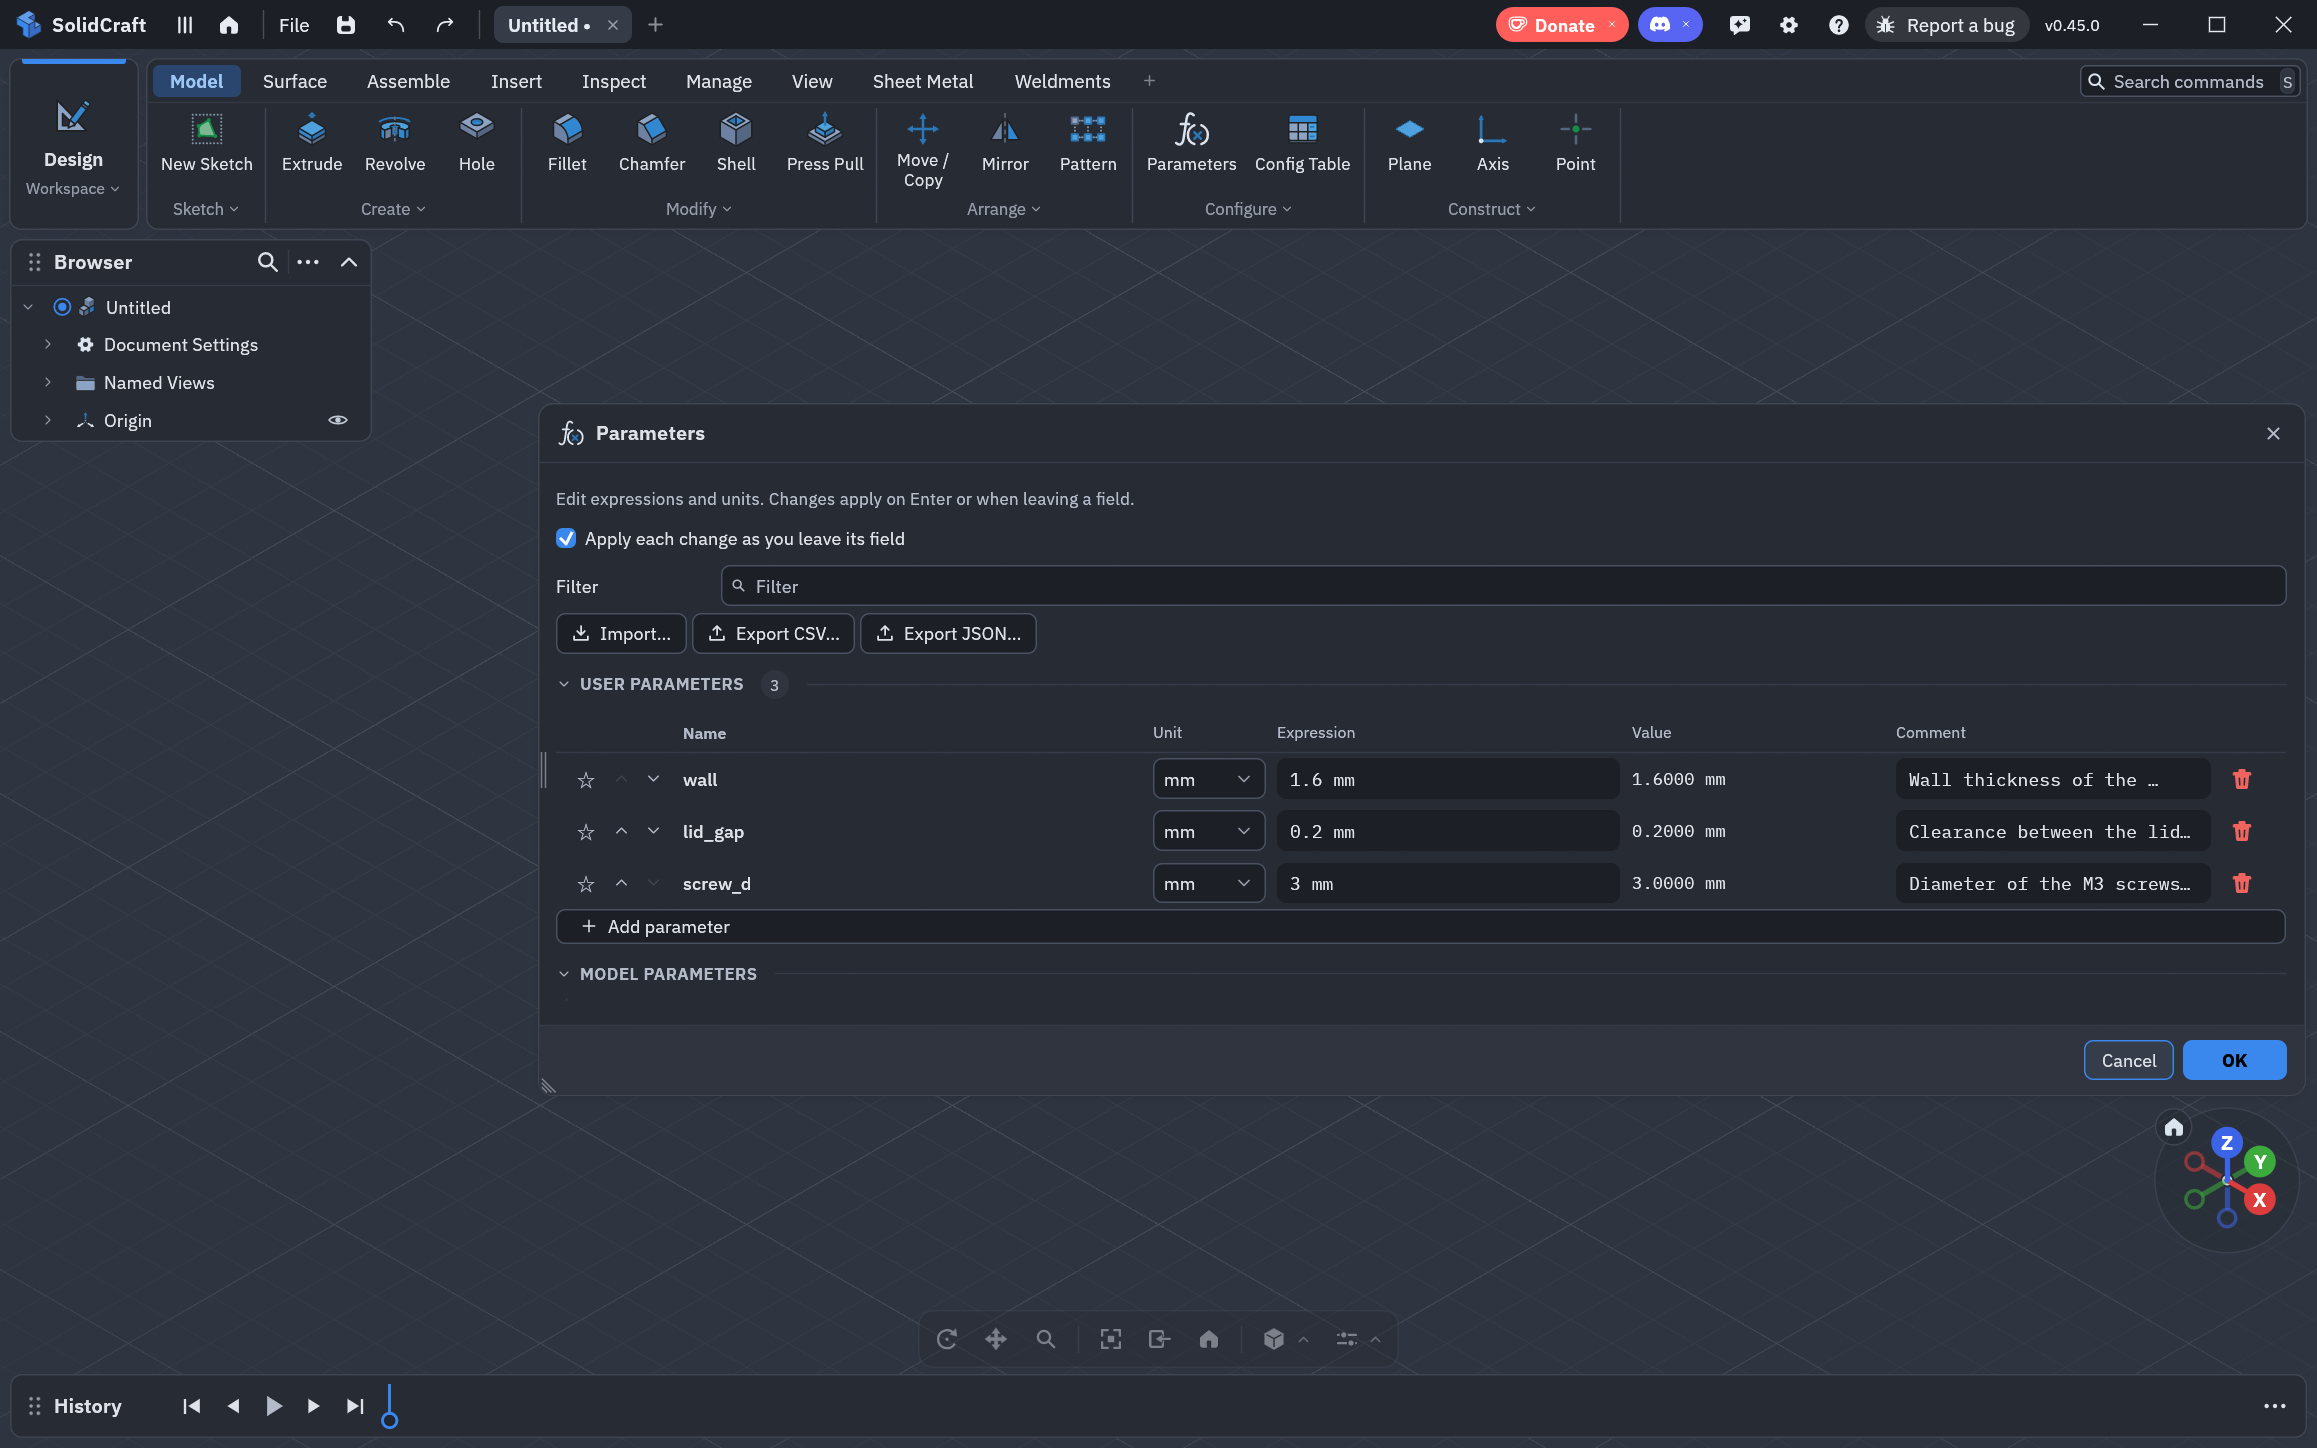 SolidCraft File Untitled • Donate Report a bug v0.45.0
Model Surface Assemble Insert Inspect Manage View Sheet Metal Weldments Search commands S
Design
Workspace
New Sketch Extrude Revolve Hole Fillet Chamfer Shell Press Pull Move / Copy Mirror Pattern Parameters Config Table Plane Axis Point
Sketch Create Modify Arrange Configure Construct
Browser
Untitled
Document Settings
Named Views
Origin
Parameters
Edit expressions and units. Changes apply on Enter or when leaving a field.
Apply each change as you leave its field
Filter Filter
Import... Export CSV... Export JSON...
USER PARAMETERS 3
Name Unit Expression Value Comment
wall mm 1.6 mm 1.6000 mm Wall thickness of the …
lid_gap mm 0.2 mm 0.2000 mm Clearance between the lid…
screw_d mm 3 mm 3.0000 mm Diameter of the M3 screws…
Add parameter
MODEL PARAMETERS
Cancel OK
Z
Y
X
History